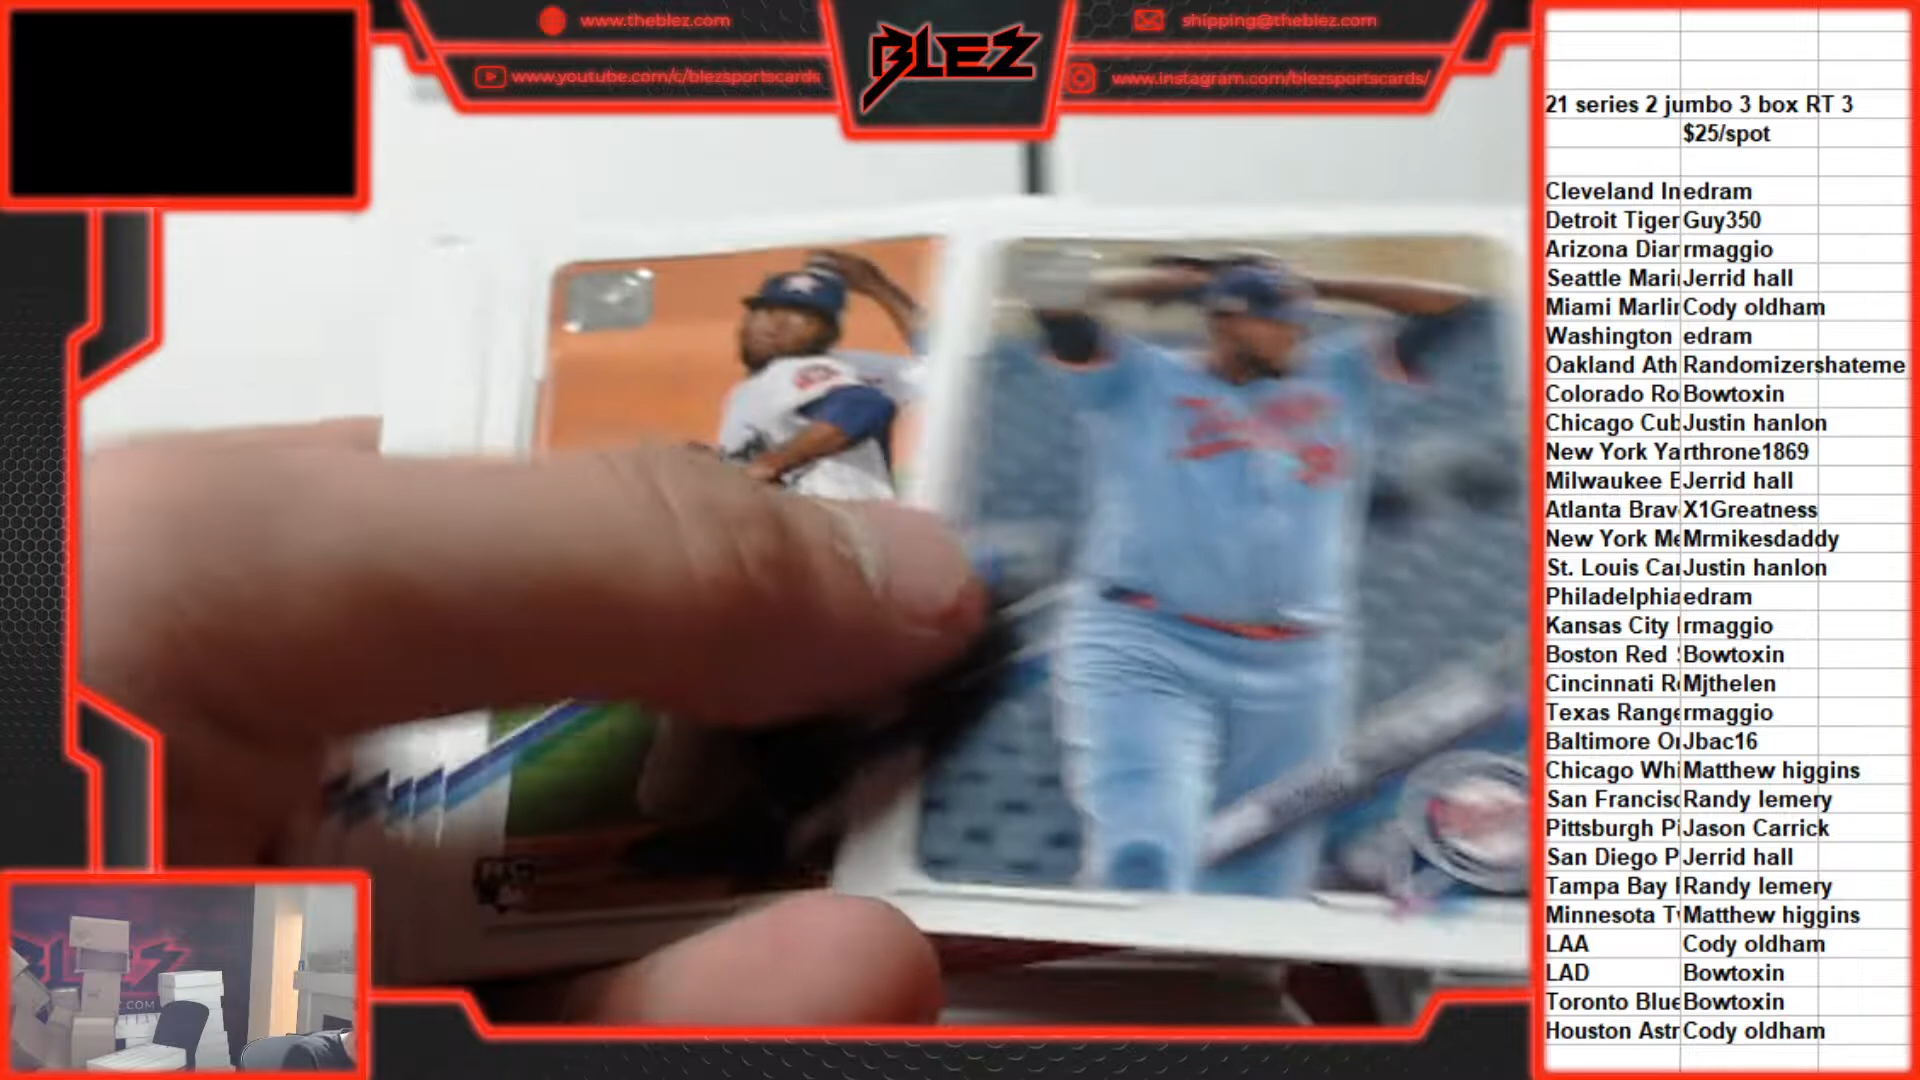 www.theblez.com
shipping@theblez.com
BLEZ
www.youtube.com/c/blezsportscards
www.instagram.com/blezsportscards/
21 series 2 jumbo 3 box RT 3
$25/spot
Cleveland In edram
Detroit Tiger Guy350
Arizona Diar rmaggio
Seattle Mari Jerrid hall
Miami Marlin Cody oldham
Washington edram
Oakland Ath Randomizershateme
Colorado Ro Bowtoxin
Chicago Cub Justin hanlon
New York Ya rthrone1869
Milwaukee B Jerrid hall
Atlanta Brav X1Greatness
New York Me Mrmikesdaddy
St. Louis Car Justin hanlon
Philadelphia edram
Kansas City rmaggio
Boston Red Bowtoxin
Cincinnati R Mjthelen
Texas Range rmaggio
Baltimore Or Jbac16
Chicago Whi Matthew higgins
San Francisc Randy lemery
Pittsburgh Pi Jason Carrick
San Diego P Jerrid hall
Tampa Bay Randy lemery
Minnesota Tw Matthew higgins
LAA Cody oldham
LAD Bowtoxin
Toronto Blue Bowtoxin
Houston Astr Cody oldham